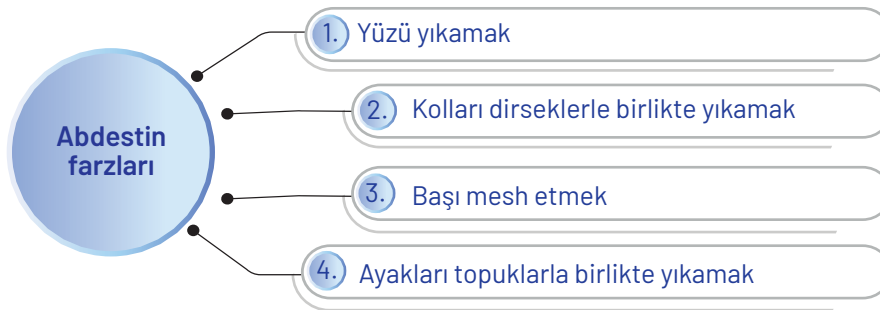 Abdestin
farzları
1. Yüzü yıkamak
2. Kolları dirseklerle birlikte yıkamak
3. Başı mesh etmek
4. Ayakları topuklarla birlikte yıkamak